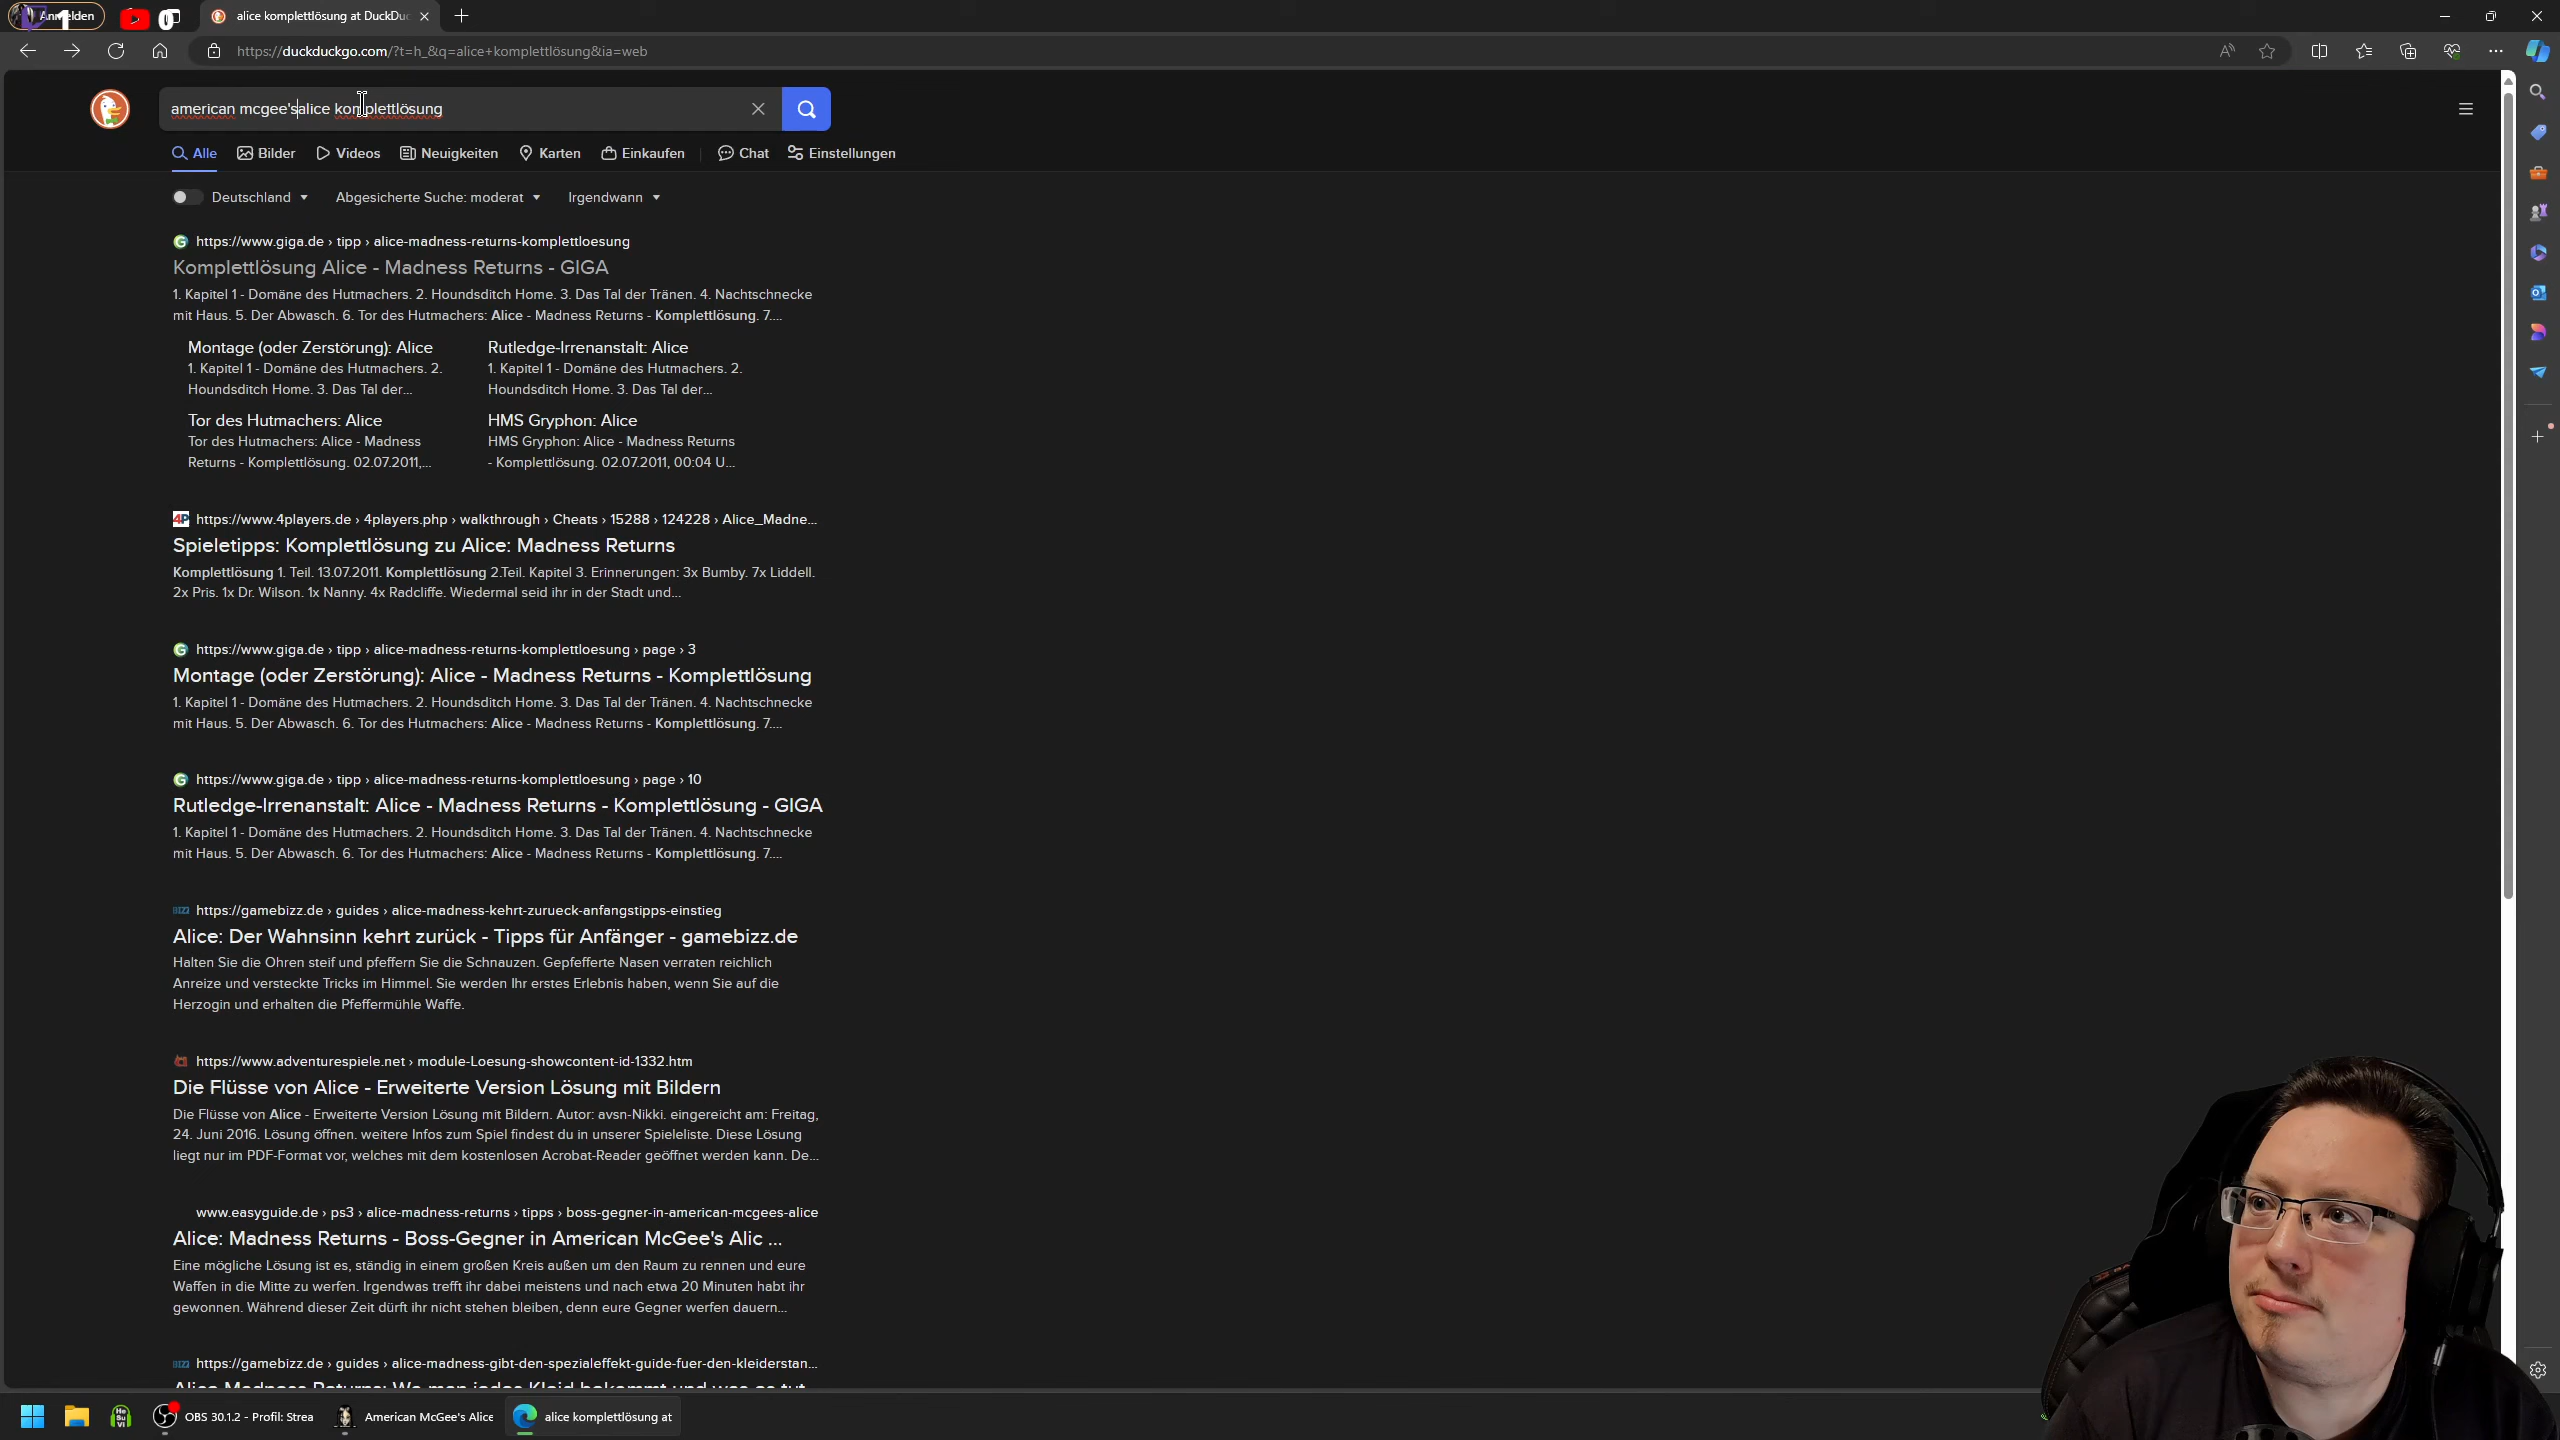 Anmelden
1
0
alice komplettlösung at DuckDuc
https://duckduckgo.com/?t=h_&q=alice+komplettlösung&ia=web
american mcgee'salice komplettlösung
Alle
Bilder
Videos
Neuigkeiten
Karten
Einkaufen
Chat
Einstellungen
Deutschland
Abgesicherte Suche: moderat
Irgendwann
https://www.giga.de › tipp › alice-madness-returns-komplettloesung
Komplettlösung Alice - Madness Returns - GIGA
1. Kapitel 1 - Domäne des Hutmachers. 2. Houndsditch Home. 3. Das Tal der Tränen. 4. Nachtschnecke
mit Haus. 5. Der Abwasch. 6. Tor des Hutmachers: Alice - Madness Returns - Komplettlösung. 7....
Montage (oder Zerstörung): Alice
1. Kapitel 1 - Domäne des Hutmachers. 2.
Houndsditch Home. 3. Das Tal der...
Rutledge-Irrenanstalt: Alice
1. Kapitel 1 - Domäne des Hutmachers. 2.
Houndsditch Home. 3. Das Tal der...
Tor des Hutmachers: Alice
Tor des Hutmachers: Alice - Madness
Returns - Komplettlösung. 02.07.2011,...
HMS Gryphon: Alice
HMS Gryphon: Alice - Madness Returns
- Komplettlösung. 02.07.2011, 00:04 U...
4P https://www.4players.de › 4players.php › walkthrough › Cheats › 15288 › 124228 › Alice_Madne...
Spieletipps: Komplettlösung zu Alice: Madness Returns
Komplettlösung 1. Teil. 13.07.2011. Komplettlösung 2.Teil. Kapitel 3. Erinnerungen: 3x Bumby. 7x Liddell.
2x Pris. 1x Dr. Wilson. 1x Nanny. 4x Radcliffe. Wiedermal seid ihr in der Stadt und...
https://www.giga.de › tipp › alice-madness-returns-komplettloesung › page › 3
Montage (oder Zerstörung): Alice - Madness Returns - Komplettlösung
1. Kapitel 1 - Domäne des Hutmachers. 2. Houndsditch Home. 3. Das Tal der Tränen. 4. Nachtschnecke
mit Haus. 5. Der Abwasch. 6. Tor des Hutmachers: Alice - Madness Returns - Komplettlösung. 7....
https://www.giga.de › tipp › alice-madness-returns-komplettloesung › page › 10
Rutledge-Irrenanstalt: Alice - Madness Returns - Komplettlösung - GIGA
1. Kapitel 1 - Domäne des Hutmachers. 2. Houndsditch Home. 3. Das Tal der Tränen. 4. Nachtschnecke
mit Haus. 5. Der Abwasch. 6. Tor des Hutmachers: Alice - Madness Returns - Komplettlösung. 7....
https://gamebizz.de › guides › alice-madness-kehrt-zurueck-anfangstipps-einstieg
Alice: Der Wahnsinn kehrt zurück - Tipps für Anfänger - gamebizz.de
Halten Sie die Ohren steif und pfeffern Sie die Schnauzen. Gepfefferte Nasen verraten reichlich
Anreize und versteckte Tricks im Himmel. Sie werden Ihr erstes Erlebnis haben, wenn Sie auf die
Herzogin und erhalten die Pfeffermühle Waffe.
https://www.adventurespiele.net › module-Loesung-showcontent-id-1332.htm
Die Flüsse von Alice - Erweiterte Version Lösung mit Bildern
Die Flüsse von Alice - Erweiterte Version Lösung mit Bildern. Autor: avsn-Nikki. eingereicht am: Freitag,
24. Juni 2016. Lösung öffnen. weitere Infos zum Spiel findest du in unserer Spieleliste. Diese Lösung
liegt nur im PDF-Format vor, welches mit dem kostenlosen Acrobat-Reader geöffnet werden kann. De...
www.easyguide.de › ps3 › alice-madness-returns › tipps › boss-gegner-in-american-mcgees-alice
Alice: Madness Returns - Boss-Gegner in American McGee's Alic ...
Eine mögliche Lösung ist es, ständig in einem großen Kreis außen um den Raum zu rennen und eure
Waffen in die Mitte zu werfen. Irgendwas trefft ihr dabei meistens und nach etwa 20 Minuten habt ihr
gewonnen. Während dieser Zeit dürft ihr nicht stehen bleiben, denn eure Gegner werfen dauern...
https://gamebizz.de › guides › alice-madness-gibt-den-spezialeffekt-guide-fuer-den-kleiderstan...
Alice Madness Returns: Wo man jedes Kleid bekommt und was es tut
OBS 30.1.2 - Profil: Strea
American McGee's Alice
alice komplettlösung at